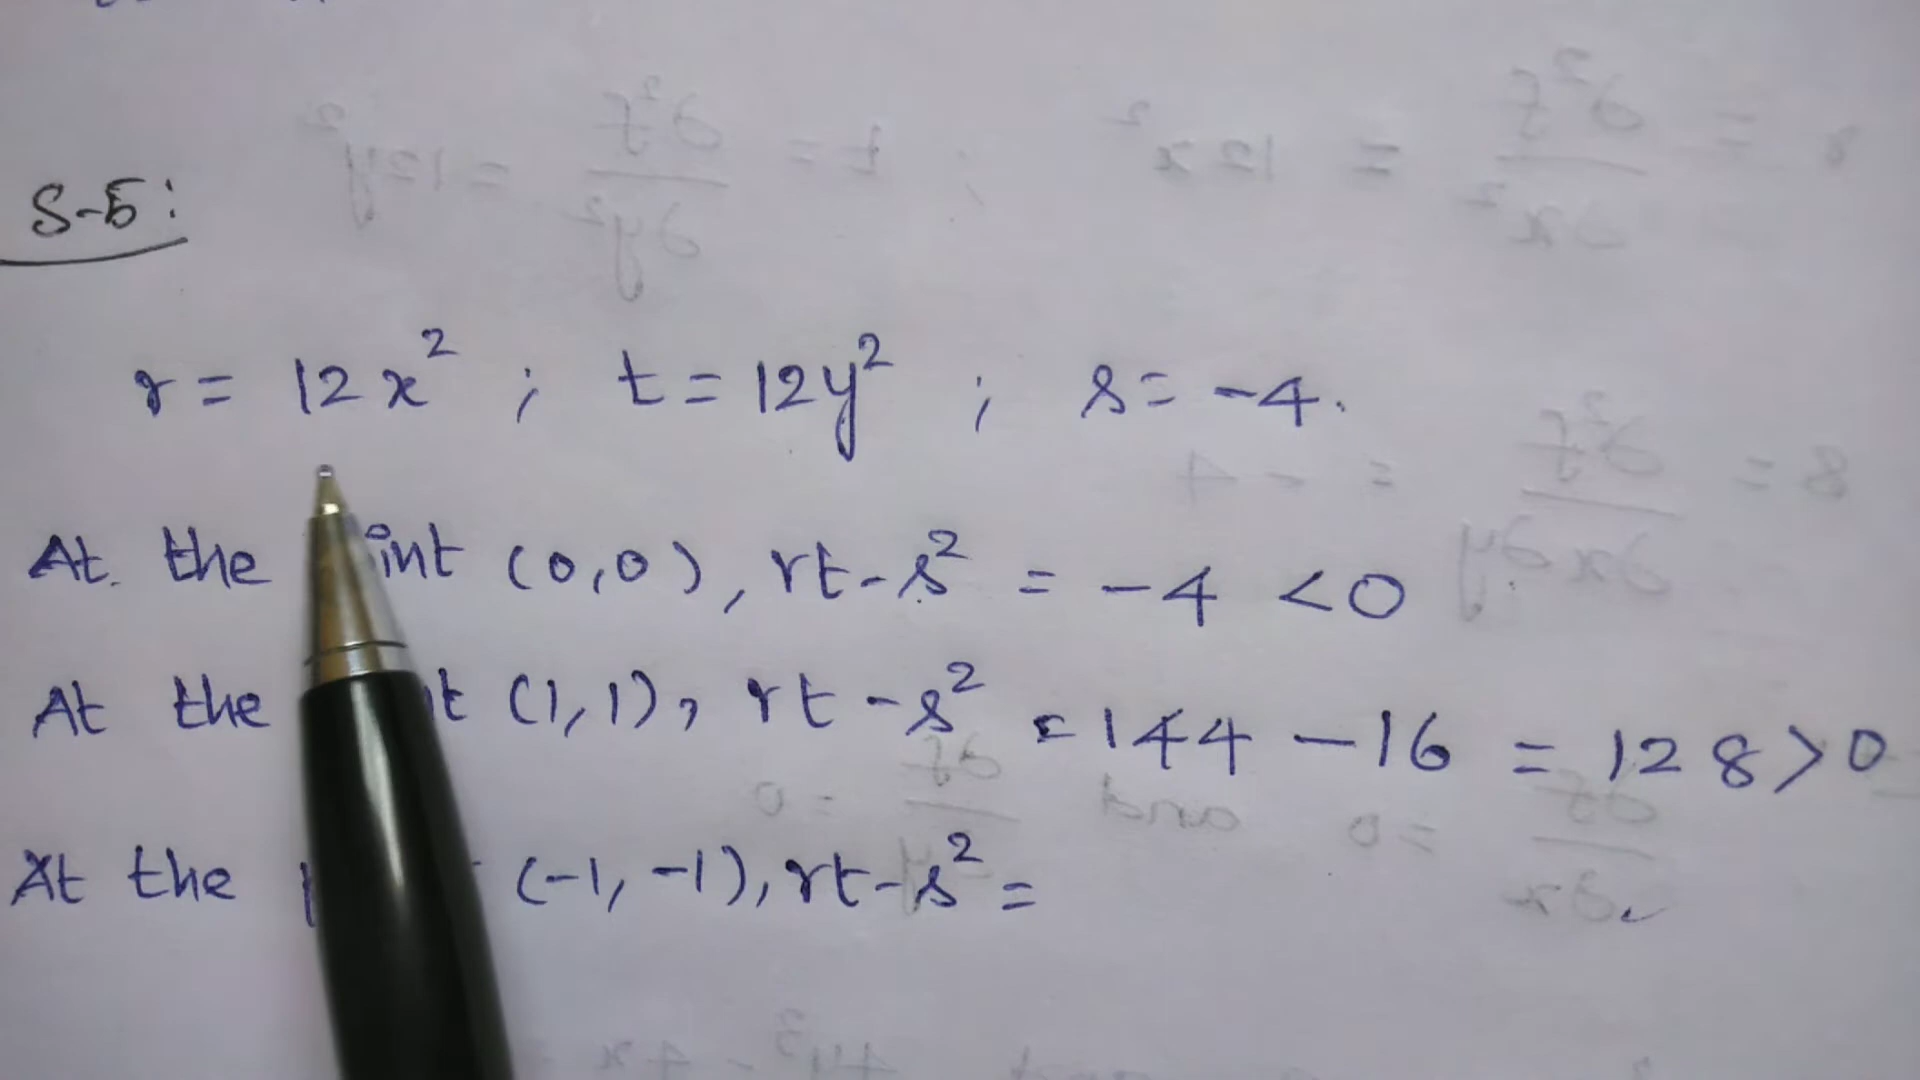 S-5:
r = 12x² ; t = 12y² ; s = -4.
At the int (0,0), rt-s² = -4 <0
At the t (1,1), rt-s² = 144-16 = 128>0
At the (-1,-1), rt-s² =